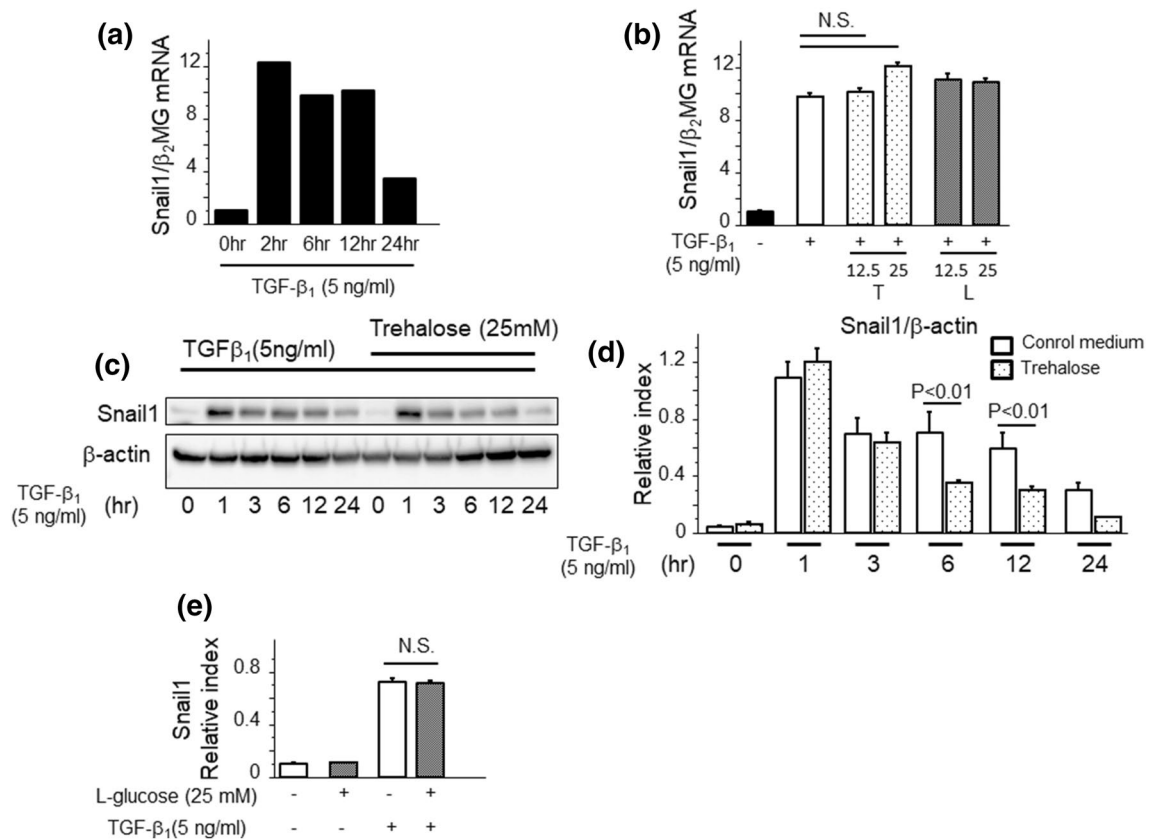 (a)
Snail1/β2MG mRNA
12
8
4
0
0hr 2hr 6hr 12hr 24hr
TGF-β1 (5 ng/ml)
(b)
Snail1/β2MG mRNA
12
8
4
0
N.S.
TGF-β1 - + + + + +
(5 ng/ml)
12.5 25 12.5 25
T L
(c)
Trehalose (25mM)
TGFβ1(5ng/ml)
Snail1
β-actin
TGF-β1
(5 ng/ml) (hr) 0 1 3 6 12 24 0 1 3 6 12 24
(d)
Snail1/β-actin
Conrol medium
Trehalose
Relative index
1.2
0.8
0.4
0
P<0.01
P<0.01
TGF-β1
(5 ng/ml) (hr) 0 1 3 6 12 24
(e)
Snail1
Relative index
0.8
0.4
0
N.S.
L-glucose (25 mM) - + - +
TGF-β1(5 ng/ml) - - + +